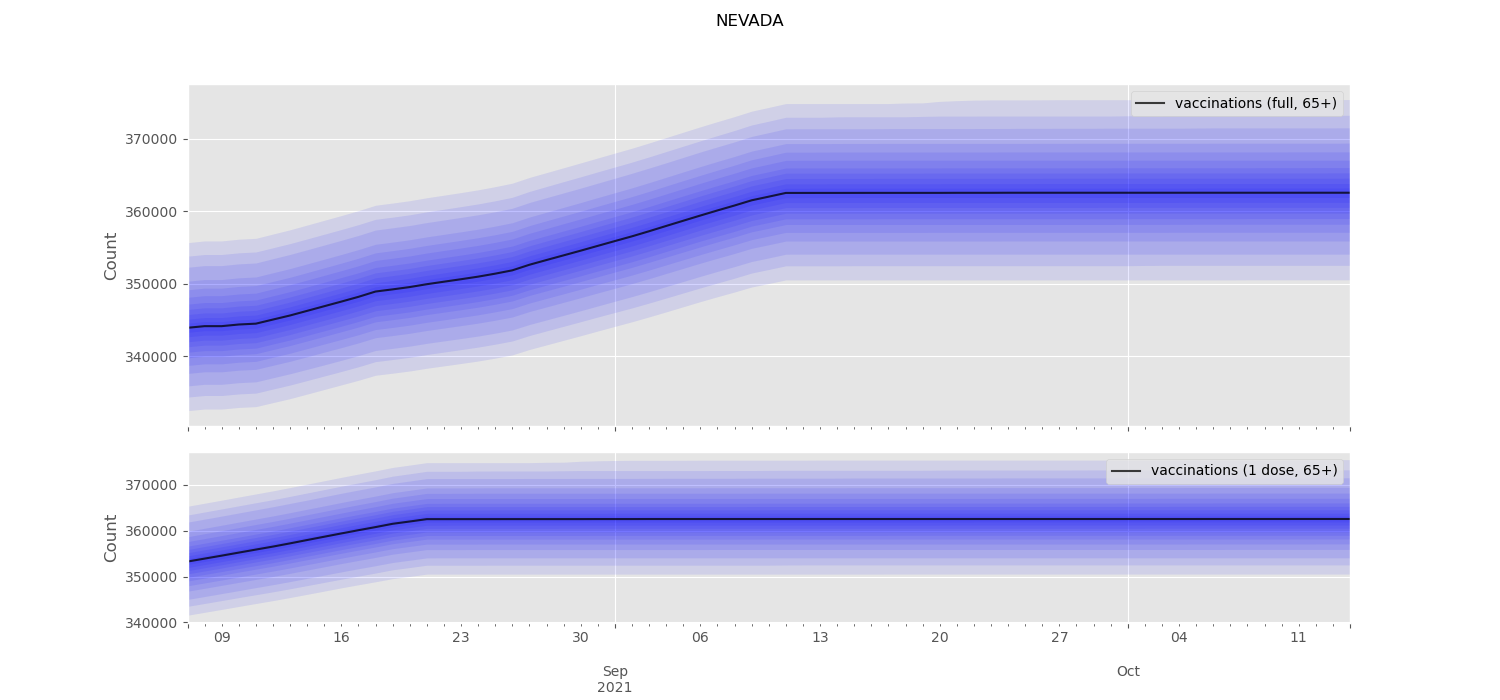 NEVADA
vaccinations (full, 65+)
370000
360000
350000
340000
Count
vaccinations (1 dose, 65+)
370000
360000
350000
340000
Count
09 16 23 30 06 13 20 27 04 11
Sep Oct
2021